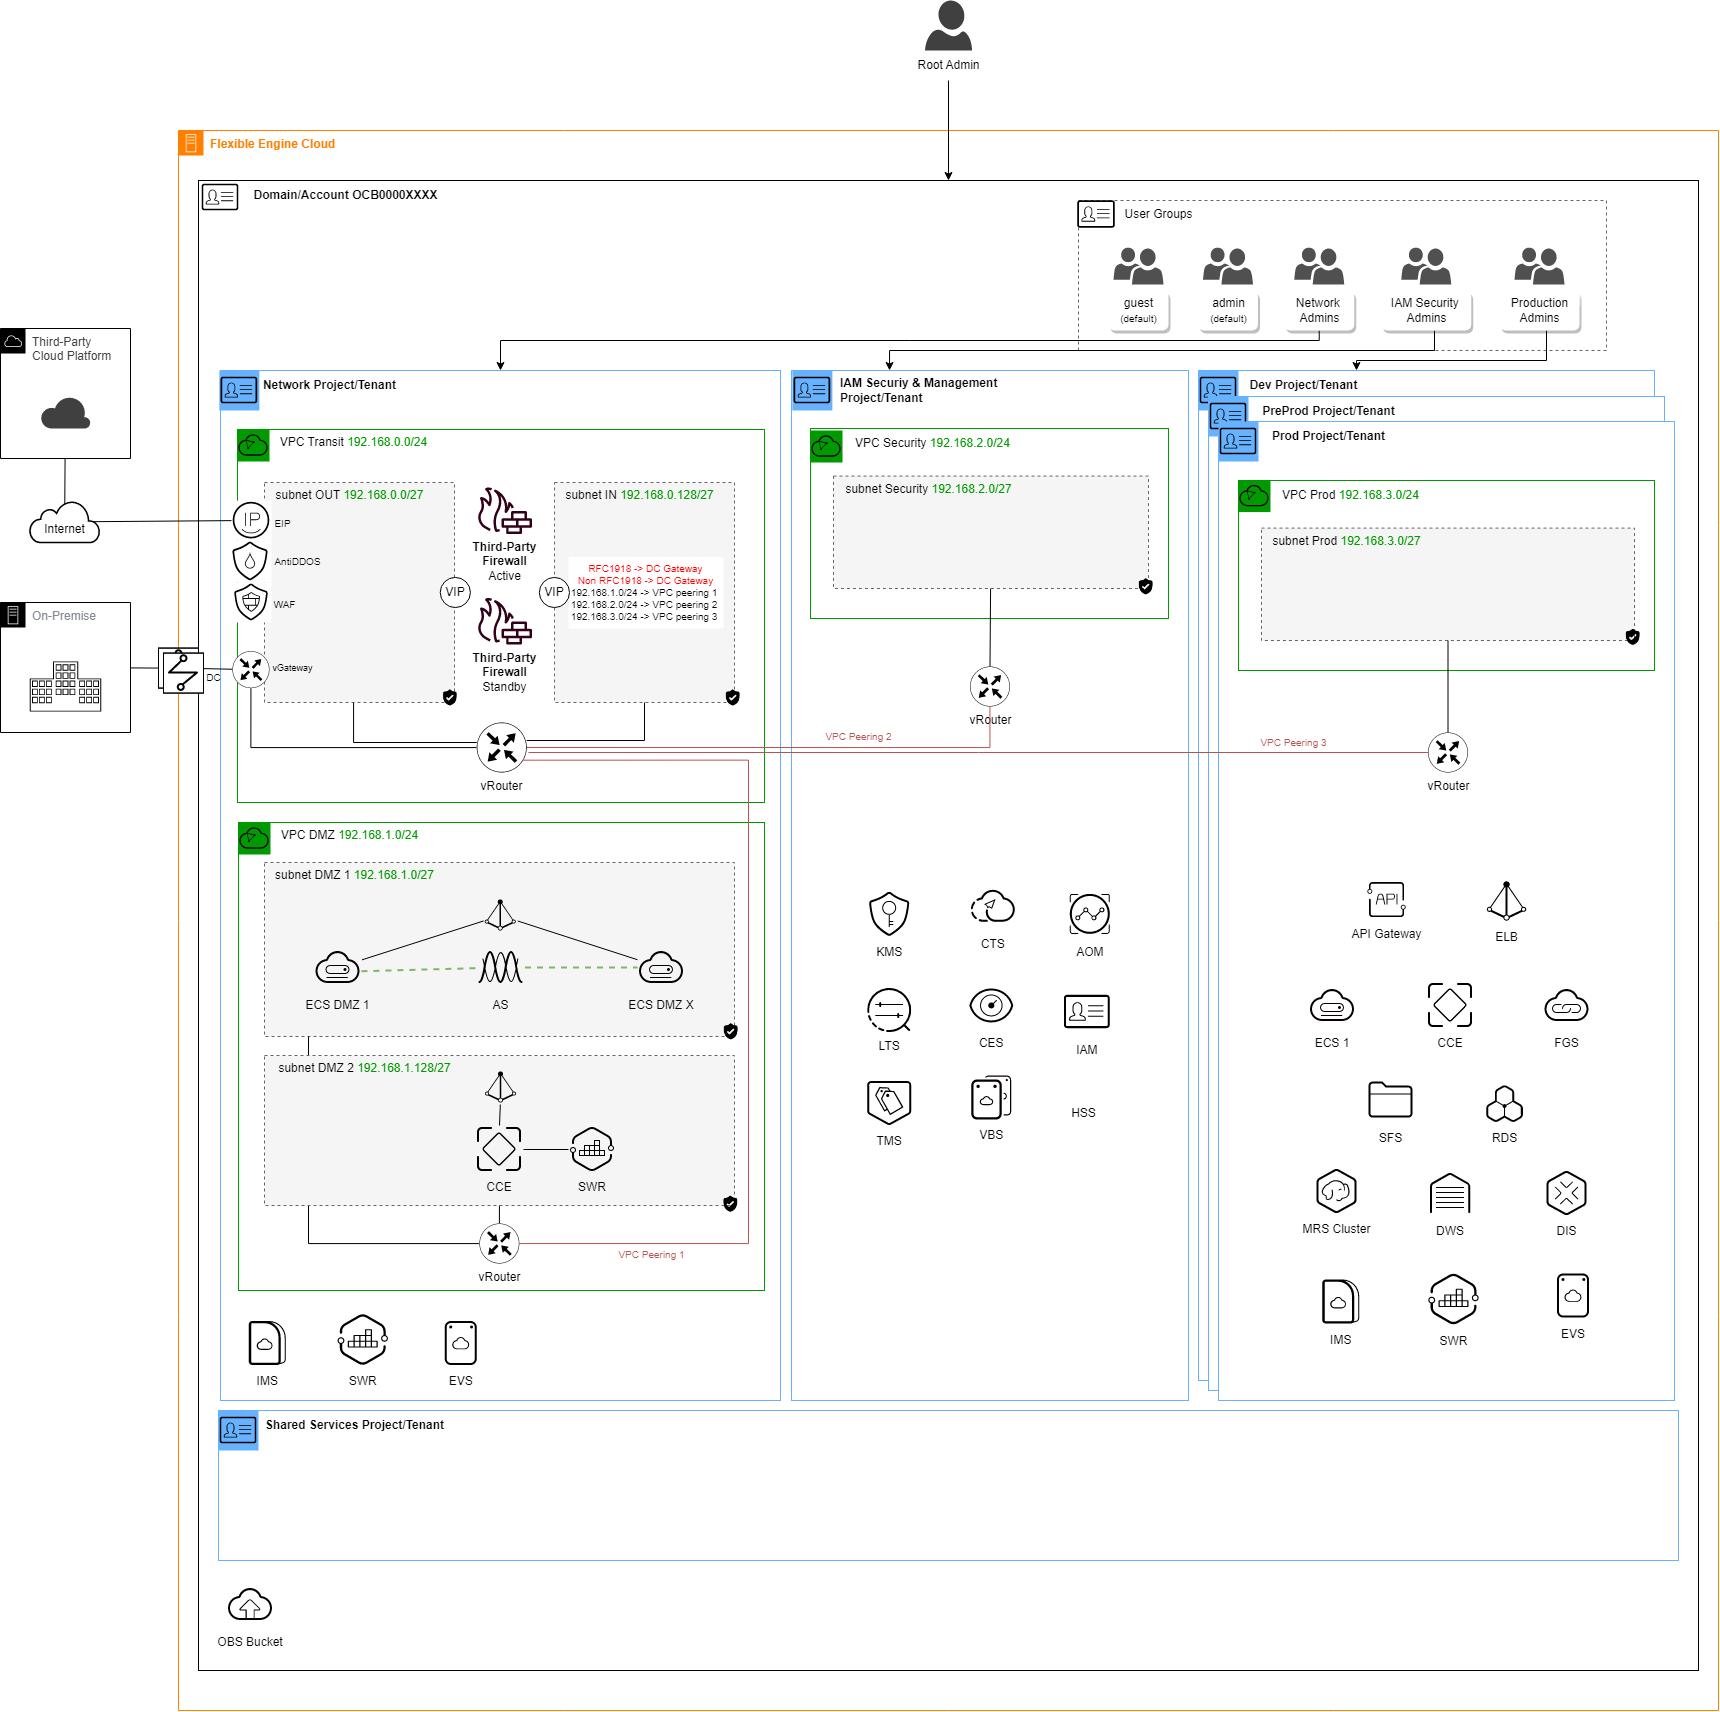 Root Admin
Flexible Engine Cloud
Domain/Account OCB0000XXXX
User Groups
guest
(default)
admin
(default)
Network
Admins
IAM Security
Admins
Production
Admins
Third-Party
Cloud Platform
Internet
On-Premise
DC
Network Project/Tenant
VPC Transit 192.168.0.0/24
subnet OUT 192.168.0.0/27
IP
EIP
AntiDDOS
WAF
vGateway
VIP
Third-Party
Firewall
Active
Third-Party
Firewall
Standby
VIP
subnet IN 192.168.0.128/27
RFC1918 -> DC Gateway
Non RFC1918 -> DC Gateway
192.168.1.0/24 -> VPC peering 1
192.168.2.0/24 -> VPC peering 2
192.168.3.0/24 -> VPC peering 3
vRouter
VPC DMZ 192.168.1.0/24
subnet DMZ 1 192.168.1.0/27
ECS DMZ 1
AS
ECS DMZ X
subnet DMZ 2 192.168.1.128/27
CCE
SWR
vRouter
VPC Peering 1
IMS
SWR
EVS
IAM Securiy & Management
Project/Tenant
VPC Security 192.168.2.0/24
subnet Security 192.168.2.0/27
vRouter
VPC Peering 2
KMS
CTS
AOM
LTS
CES
IAM
TMS
VBS
HSS
Dev Project/Tenant
PreProd Project/Tenant
Prod Project/Tenant
VPC Prod 192.168.3.0/24
subnet Prod 192.168.3.0/27
VPC Peering 3
vRouter
API
API Gateway
ELB
ECS 1
CCE
FGS
SFS
RDS
MRS Cluster
DWS
DIS
IMS
SWR
EVS
Shared Services Project/Tenant
OBS Bucket